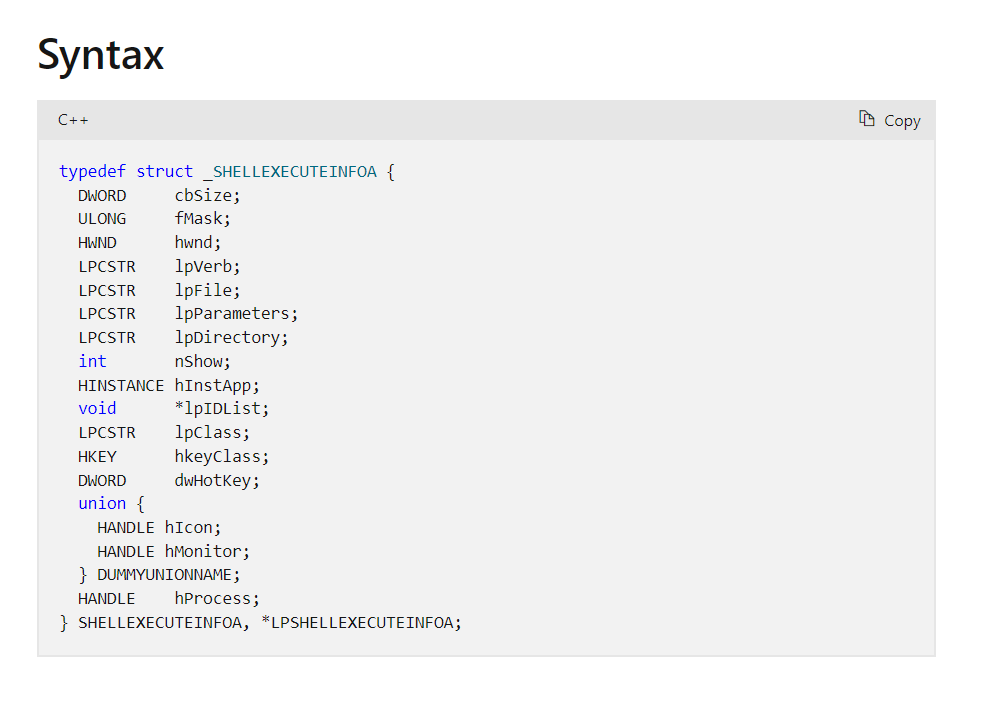 Syntax
C++
Copy
typedef struct _SHELLEXECUTEINFOA {
  DWORD     cbSize;
  ULONG     fMask;
  HWND      hwnd;
  LPCSTR    lpVerb;
  LPCSTR    lpFile;
  LPCSTR    lpParameters;
  LPCSTR    lpDirectory;
  int       nShow;
  HINSTANCE hInstApp;
  void      *lpIDList;
  LPCSTR    lpClass;
  HKEY      hkeyClass;
  DWORD     dwHotKey;
  union {
    HANDLE hIcon;
    HANDLE hMonitor;
  } DUMMYUNIONNAME;
  HANDLE    hProcess;
} SHELLEXECUTEINFOA, *LPSHELLEXECUTEINFOA;